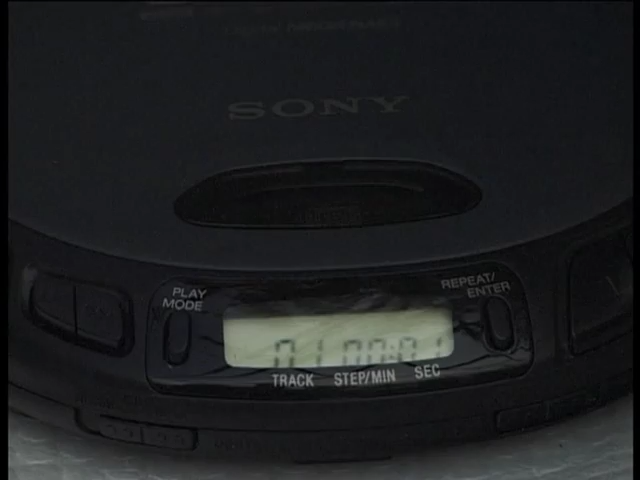 SONY
PLAY
MODE
REPEAT/
ENTER
01 00:01
TRACK STEP/MIN SEC